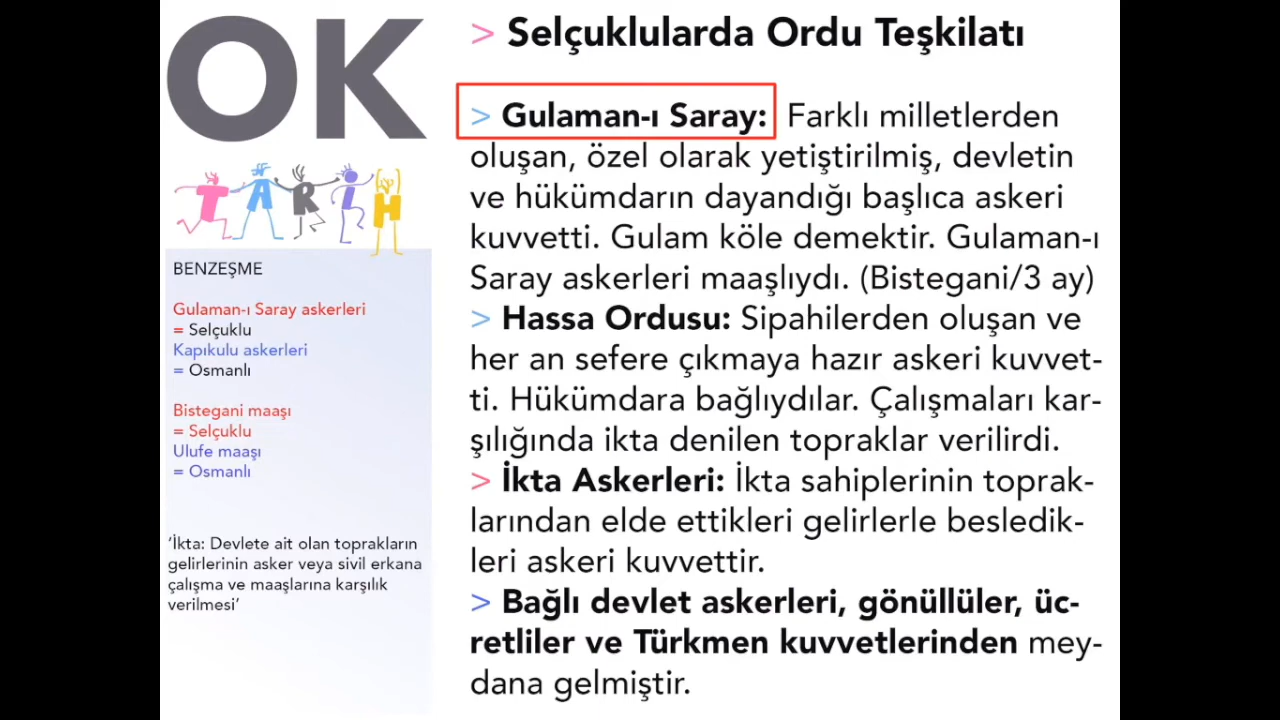 OK
TARİH
BENZEŞME
Gulaman-ı Saray askerleri
= Selçuklu
Kapıkulu askerleri
= Osmanlı
Bistegani maaşı
= Selçuklu
Ulufe maaşı
= Osmanlı
‘İkta: Devlete ait olan toprakların
gelirlerinin asker veya sivil erkana
çalışma ve maaşlarına karşılık
verilmesi’
> Selçuklularda Ordu Teşkilatı
> Gulaman-ı Saray: Farklı milletlerden
oluşan, özel olarak yetiştirilmiş, devletin
ve hükümdarın dayandığı başlıca askeri
kuvvetti. Gulam köle demektir. Gulaman-ı
Saray askerleri maaşlıydı. (Bistegani/3 ay)
> Hassa Ordusu: Sipahilerden oluşan ve
her an sefere çıkmaya hazır askeri kuvvet-
ti. Hükümdara bağlıydılar. Çalışmaları kar-
şılığında ikta denilen topraklar verilirdi.
> İkta Askerleri: İkta sahiplerinin toprak-
larından elde ettikleri gelirlerle besledik-
leri askeri kuvvettir.
> Bağlı devlet askerleri, gönüllüler, üc-
retliler ve Türkmen kuvvetlerinden mey-
dana gelmiştir.